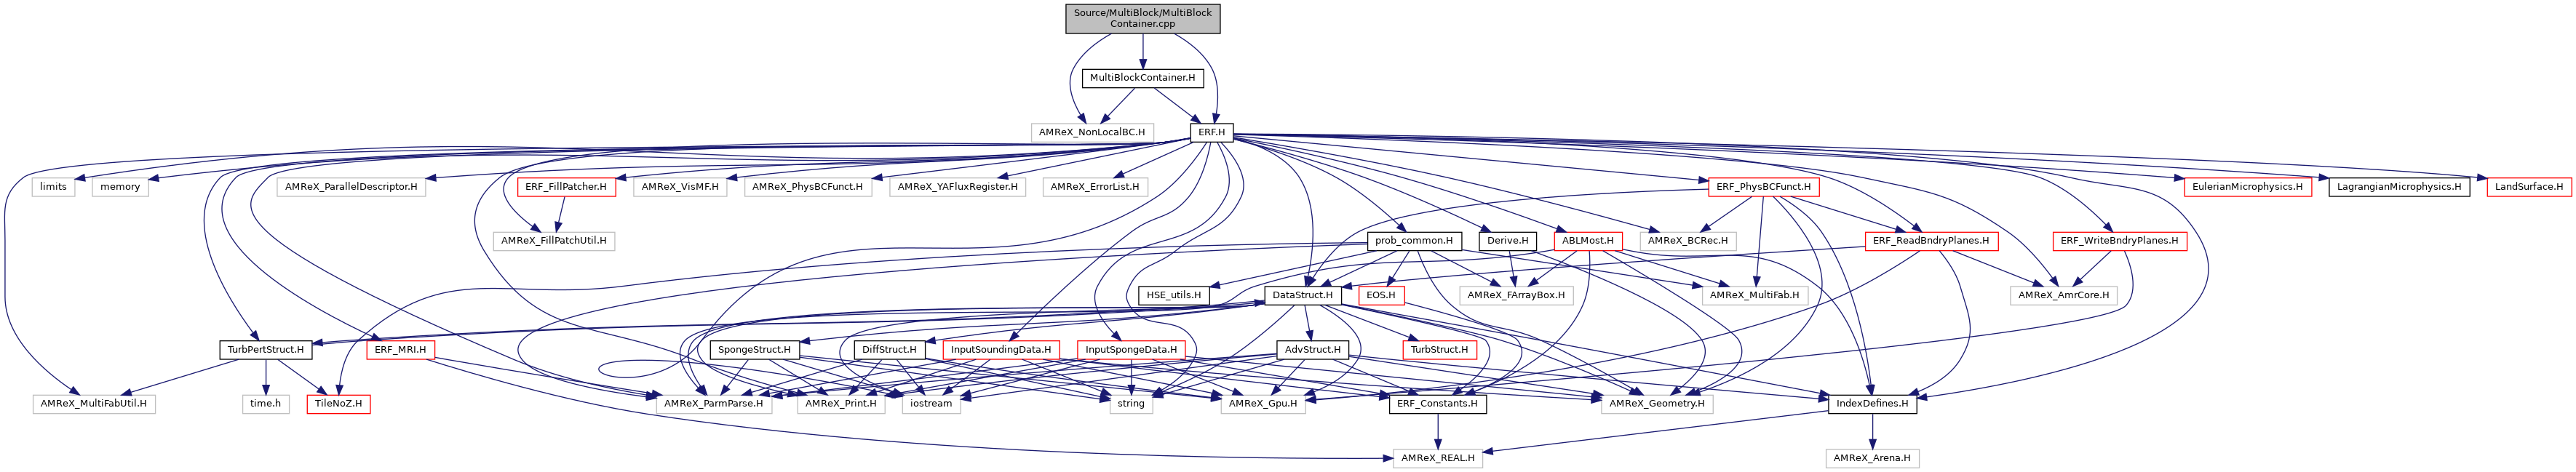 Source/MultiBlock/MultiBlock
Container.cpp
MultiBlockContainer.H
AMReX_NonLocalBC.H
ERF.H
limits
memory
AMReX_ParallelDescriptor.H
ERF_FillPatcher.H
AMReX_VisMF.H
AMReX_PhysBCFunct.H
AMReX_YAFluxRegister.H
AMReX_ErrorList.H
ERF_PhysBCFunct.H
EulerianMicrophysics.H
LagrangianMicrophysics.H
LandSurface.H
AMReX_FillPatchUtil.H
prob_common.H
Derive.H
ABLMost.H
AMReX_BCRec.H
ERF_ReadBndryPlanes.H
ERF_WriteBndryPlanes.H
HSE_utils.H
DataStruct.H
EOS.H
AMReX_FArrayBox.H
AMReX_MultiFab.H
AMReX_AmrCore.H
TurbPertStruct.H
ERF_MRI.H
SpongeStruct.H
DiffStruct.H
InputSoundingData.H
InputSpongeData.H
AdvStruct.H
TurbStruct.H
AMReX_MultiFabUtil.H
time.h
TileNoZ.H
AMReX_ParmParse.H
AMReX_Print.H
iostream
string
AMReX_Gpu.H
ERF_Constants.H
AMReX_Geometry.H
IndexDefines.H
AMReX_REAL.H
AMReX_Arena.H